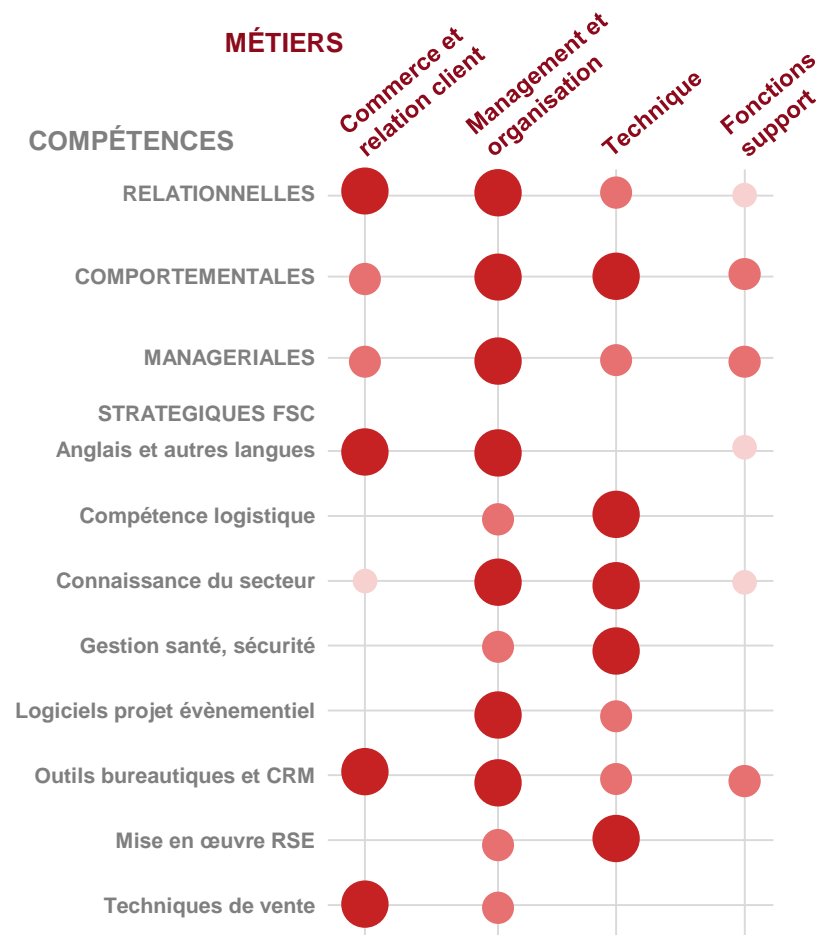 MÉTIERS
Commerce et
relation client
Management et
organisation
Technique
Fonctions
support
COMPÉTENCES
RELATIONNELLES
COMPORTEMENTALES
MANAGERIALES
STRATEGIQUES FSC
Anglais et autres langues
Compétence logistique
Connaissance du secteur
Gestion santé, sécurité
Logiciels projet évènementiel
Outils bureautiques et CRM
Mise en œuvre RSE
Techniques de vente